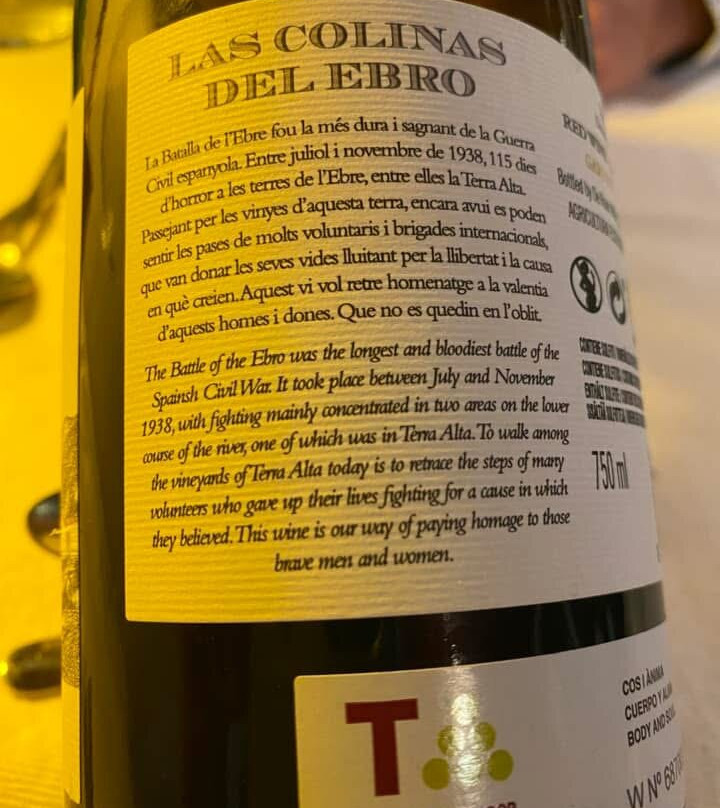 LAS COLINAS
DEL EBRO
La Batalla de l'Ebre fou la més dura i sagnant de la Guerra
Civil espanyola. Entre juliol i novembre de 1938, 115 dies
d'horror a les terres de l'Ebre, entre elles la Terra Alta.
Passejant per les vinyes d'aquesta terra, encara avui es poden
sentir les pases de molts voluntaris i brigades internacionals,
que van donar les seves vides lluitant per la llibertat i la causa
en què creien. Aquest vi vol retre homenatge a la valentia
d'aquests homes i dones. Que no es quedin en l'oblit.
The Battle of the Ebro was the longest and bloodiest battle of the
Spainsh Civil War. It took place between July and November
1938, with fighting mainly concentrated in two areas on the lower
course of the river, one of which was in Terra Alta. To walk among
the vineyards of Terra Alta today is to retrace the steps of many
volunteers who gave up their lives fighting for a cause in which
they believed. This wine is our way of paying homage to those
brave men and women.
RED
Bottled by
750 ml
T
COS I ÀNIMA
CUERPO Y
BODY AND
W Nº